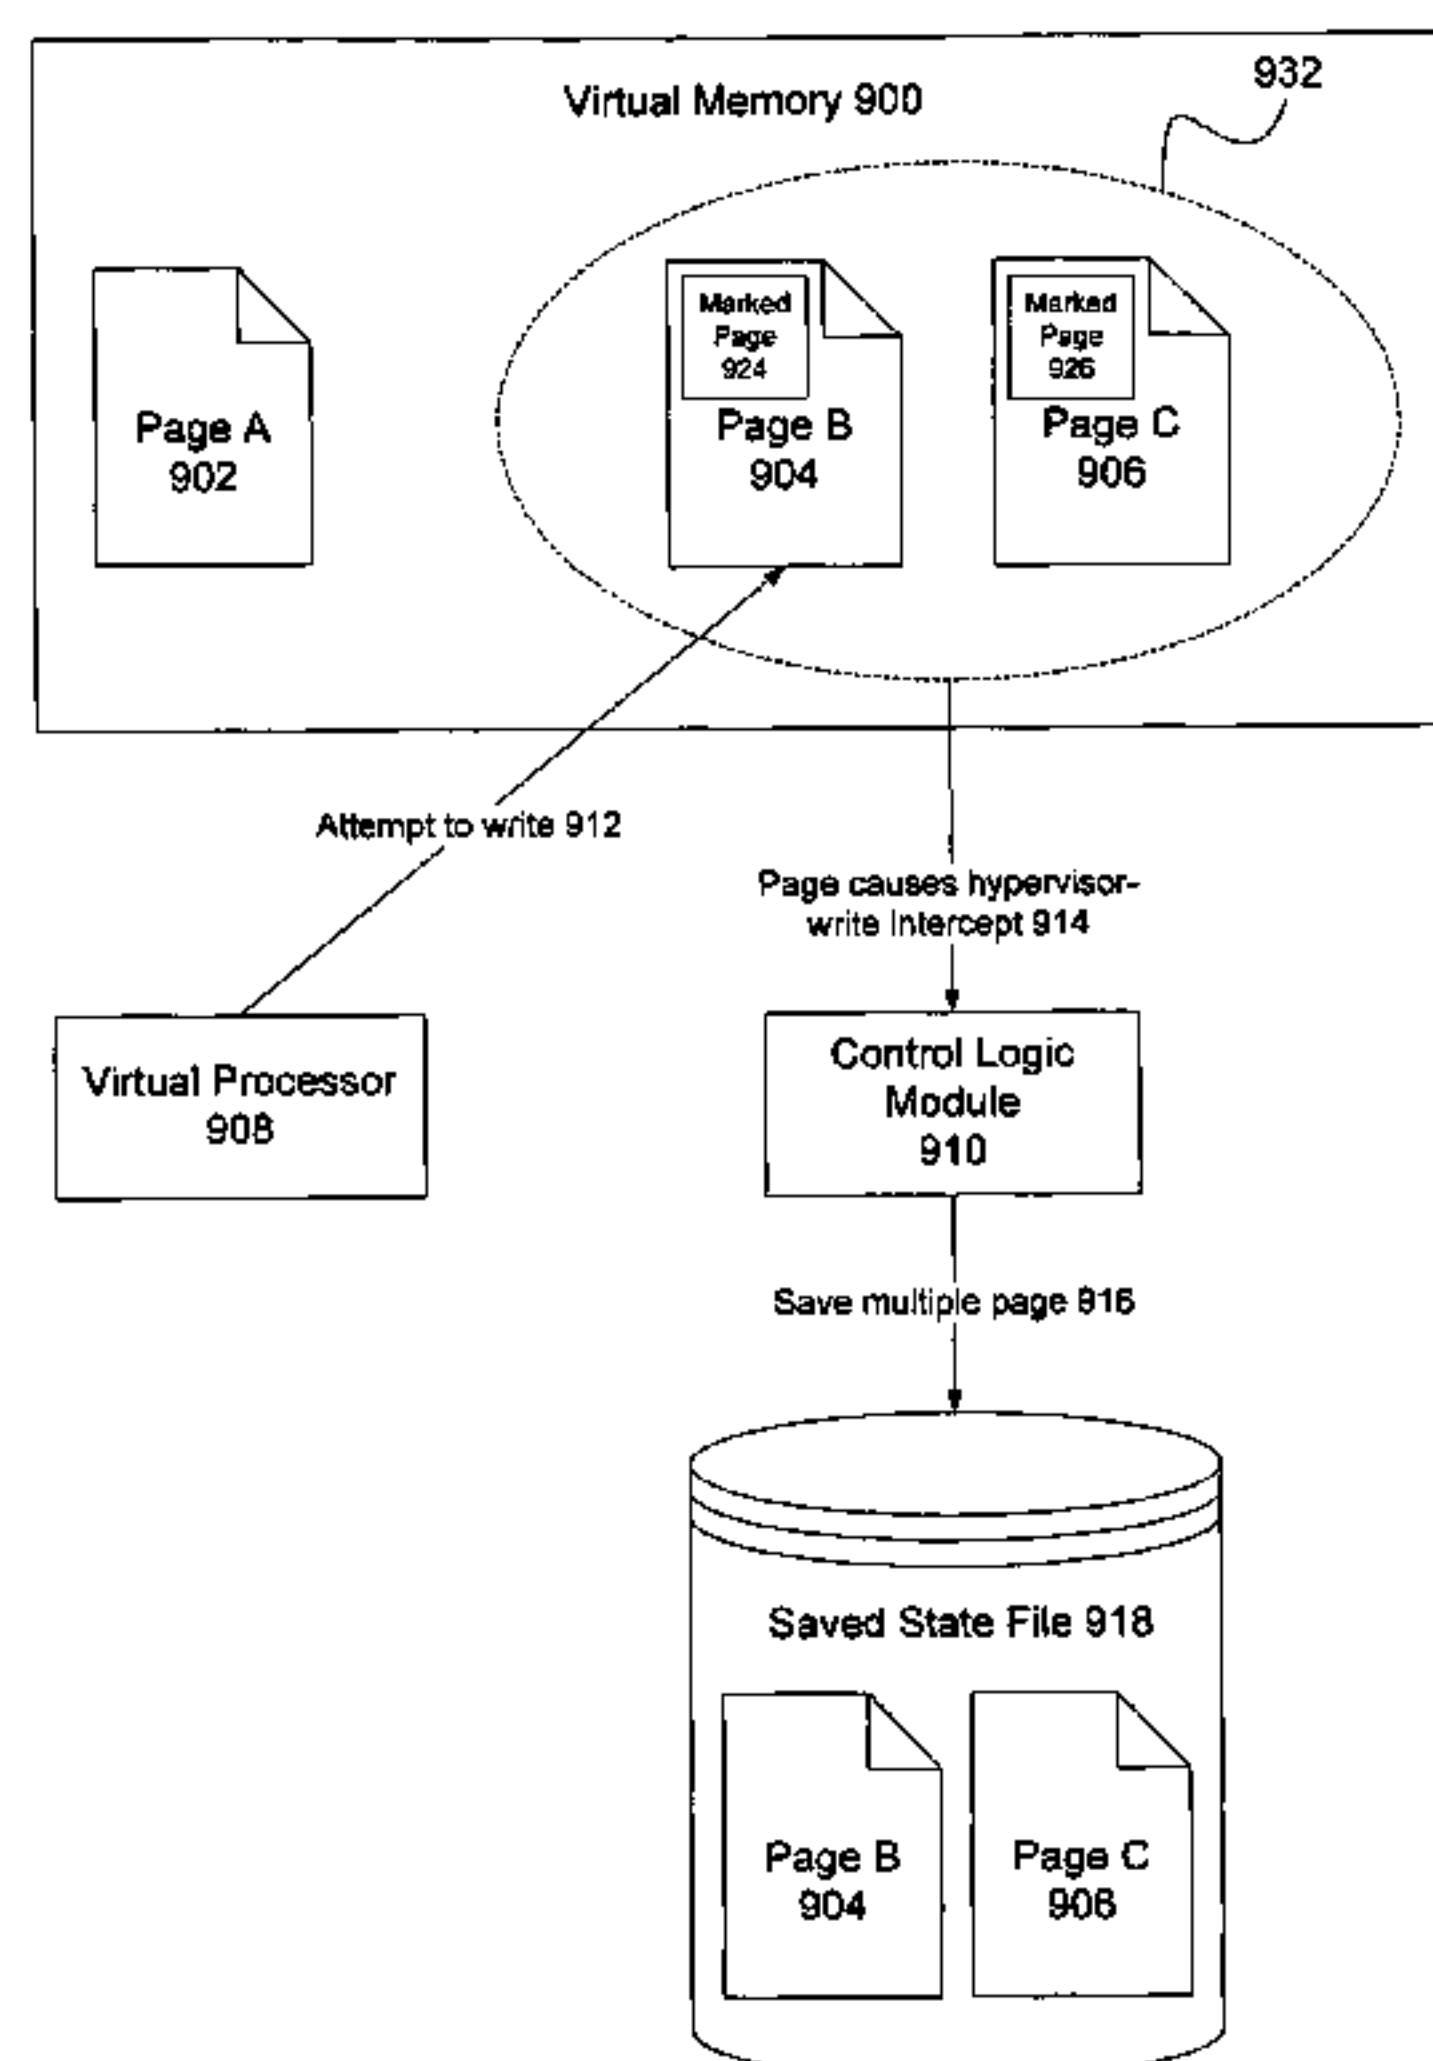 932
Virtual Memory 900
Marked
Page
924
Page B
904
Marked
Page
926
Page C
906
Page A
902
Attempt to write 912
Page causes hypervisor-
write Intercept 914
Virtual Processor
908
Control Logic
Module
910
Save multiple page 916
Saved State File 918
Page B
904
Page C
906